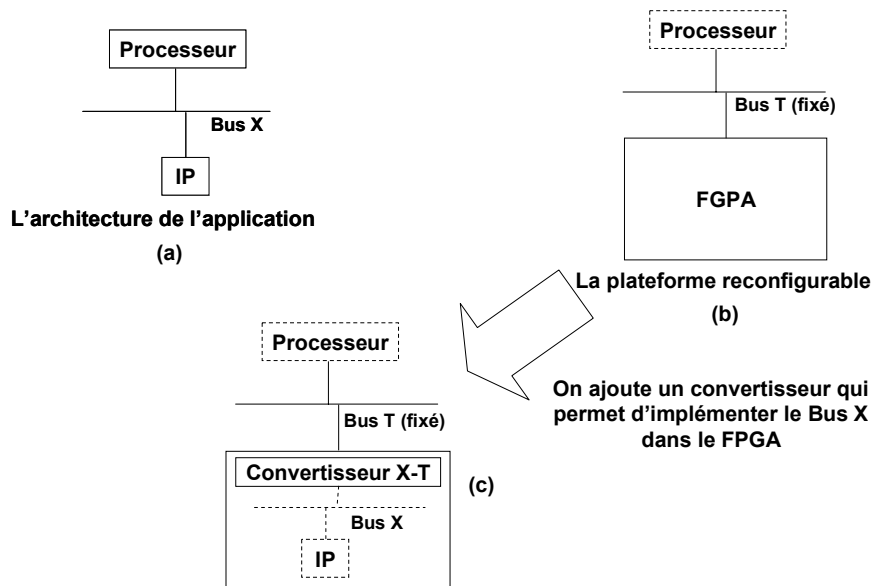 Processeur
Bus X
IP
L'architecture de l'application
(a)
Processeur
Bus T (fixé)
FGPA
La plateforme reconfigurable
(b)
On ajoute un convertisseur qui
permet d'implémenter le Bus X
dans le FPGA
Processeur
Bus T (fixé)
Convertisseur X-T
(c)
Bus X
IP